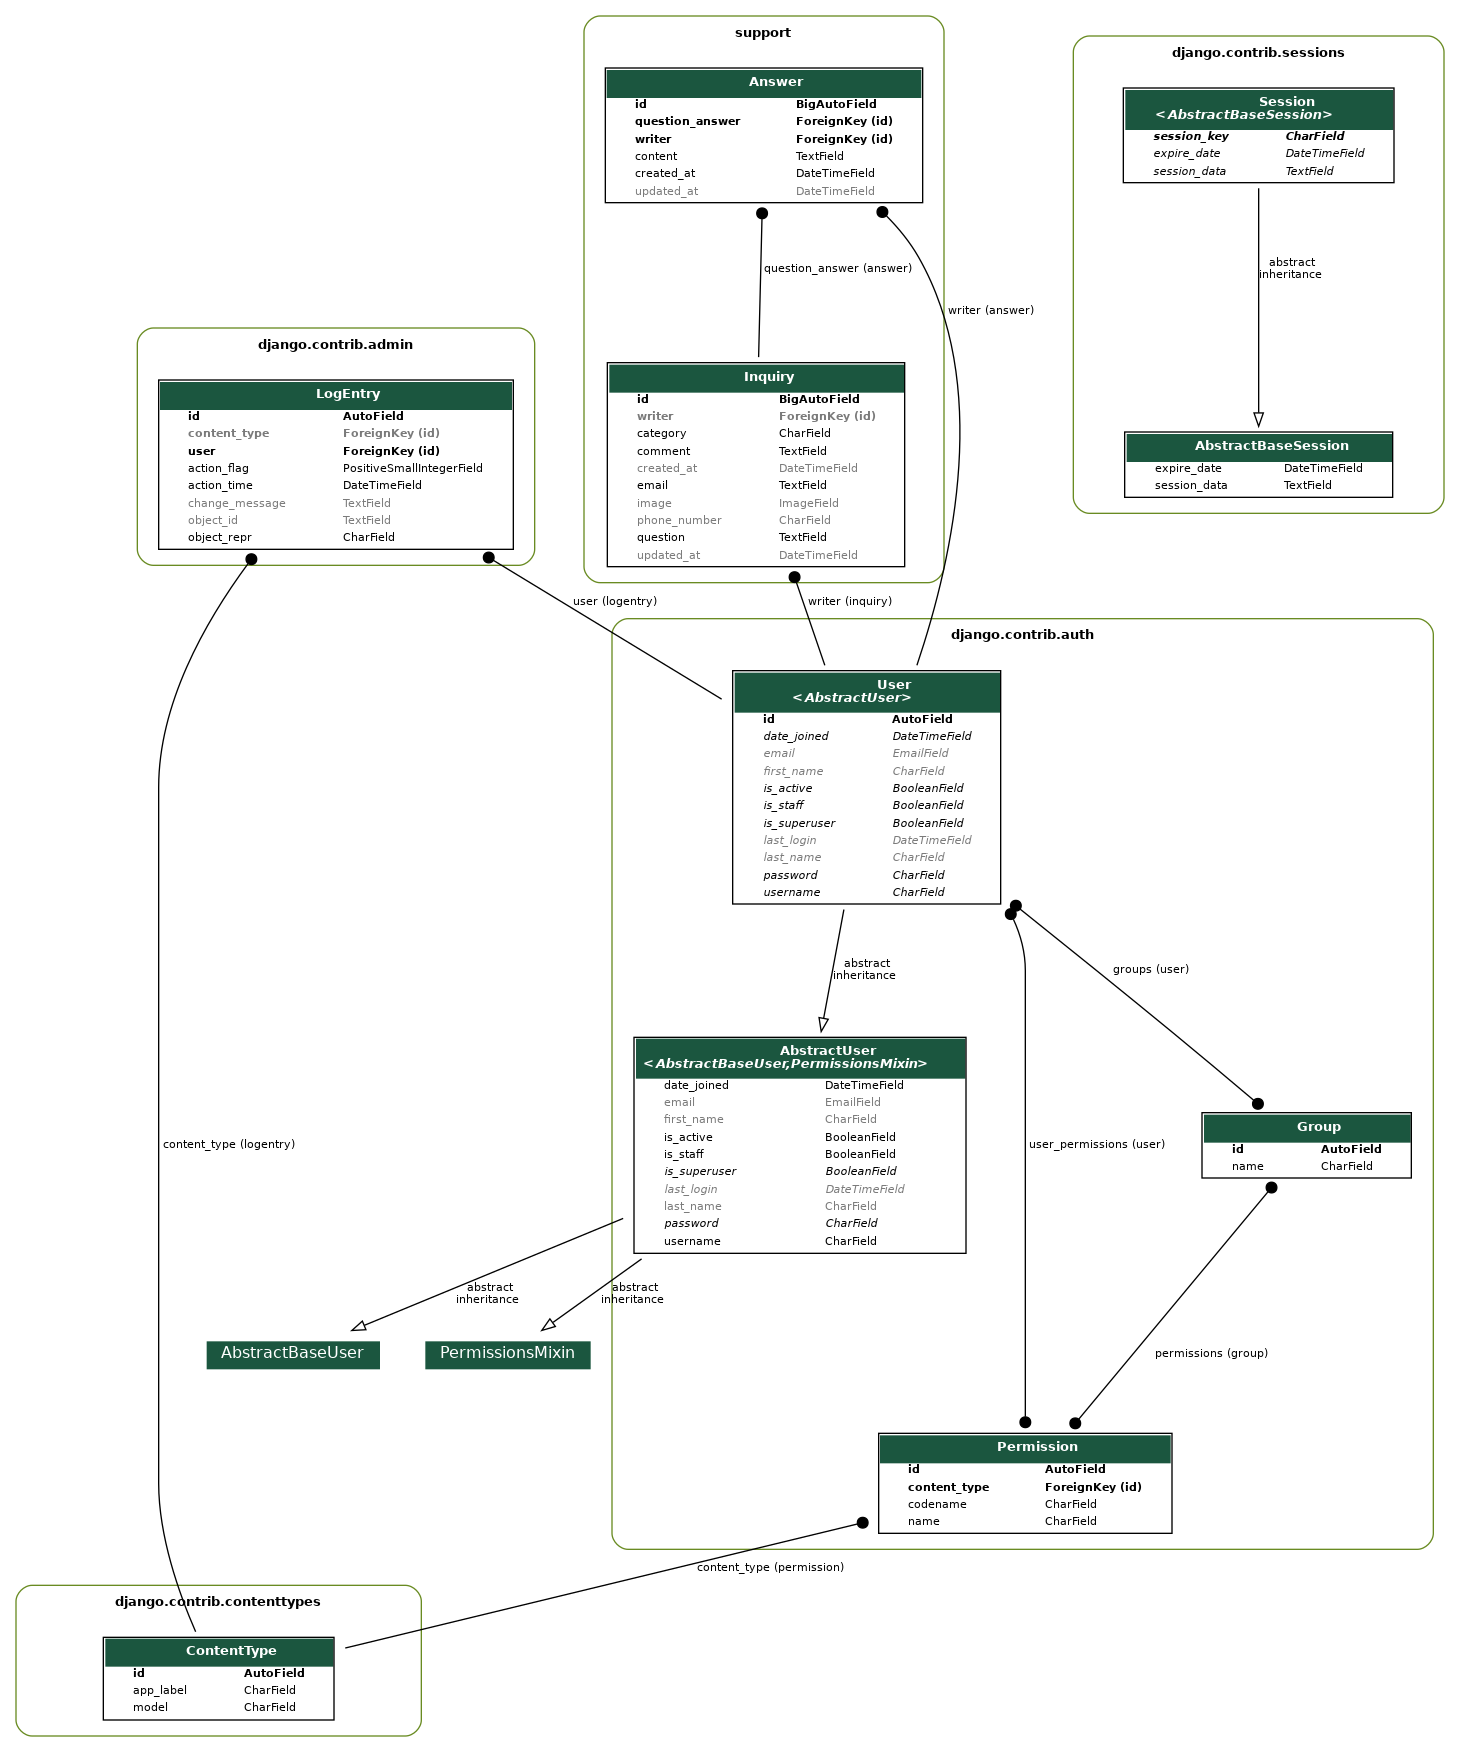 support
Answer
id BigAutoField
question_answer ForeignKey (id)
writer ForeignKey (id)
content TextField
created_at DateTimeField
updated_at DateTimeField
question_answer (answer)
writer (answer)
Inquiry
id BigAutoField
writer ForeignKey (id)
category CharField
comment TextField
created_at DateTimeField
email TextField
image ImageField
phone_number CharField
question TextField
updated_at DateTimeField
django.contrib.sessions
Session
<AbstractBaseSession>
session_key CharField
expire_date DateTimeField
session_data TextField
abstract
inheritance
AbstractBaseSession
expire_date DateTimeField
session_data TextField
django.contrib.admin
LogEntry
id AutoField
content_type ForeignKey (id)
user ForeignKey (id)
action_flag PositiveSmallIntegerField
action_time DateTimeField
change_message TextField
object_id TextField
object_repr CharField
user (logentry)
writer (inquiry)
django.contrib.auth
User
<AbstractUser>
id AutoField
date_joined DateTimeField
email EmailField
first_name CharField
is_active BooleanField
is_staff BooleanField
is_superuser BooleanField
last_login DateTimeField
last_name CharField
password CharField
username CharField
abstract
inheritance
groups (user)
AbstractUser
<AbstractBaseUser,PermissionsMixin>
date_joined DateTimeField
email EmailField
first_name CharField
is_active BooleanField
is_staff BooleanField
is_superuser BooleanField
last_login DateTimeField
last_name CharField
password CharField
username CharField
content_type (logentry)
user_permissions (user)
Group
id AutoField
name CharField
abstract
inheritance
abstract
inheritance
AbstractBaseUser
PermissionsMixin
permissions (group)
Permission
id AutoField
content_type ForeignKey (id)
codename CharField
name CharField
content_type (permission)
django.contrib.contenttypes
ContentType
id AutoField
app_label CharField
model CharField